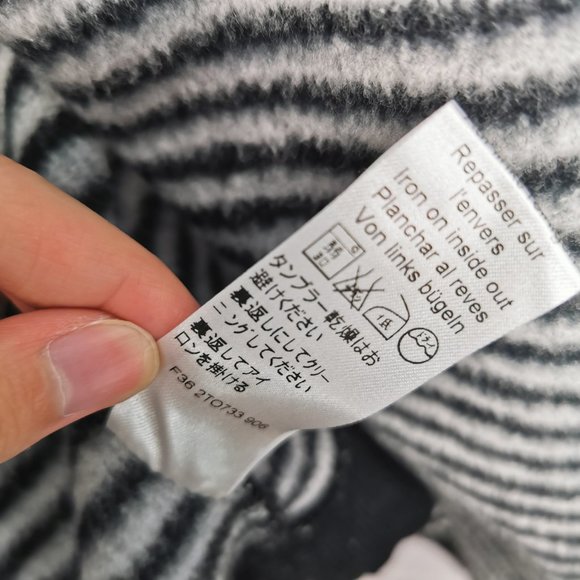 Repasser sur
l'envers
Iron on inside out
Planchar al reves
Von links bügeln
低
タンブラー乾燥はお
避けください
裏返しにしてクリー
ニングしてください
裏返してアイ
ロンを掛ける
F36 2TO733 906